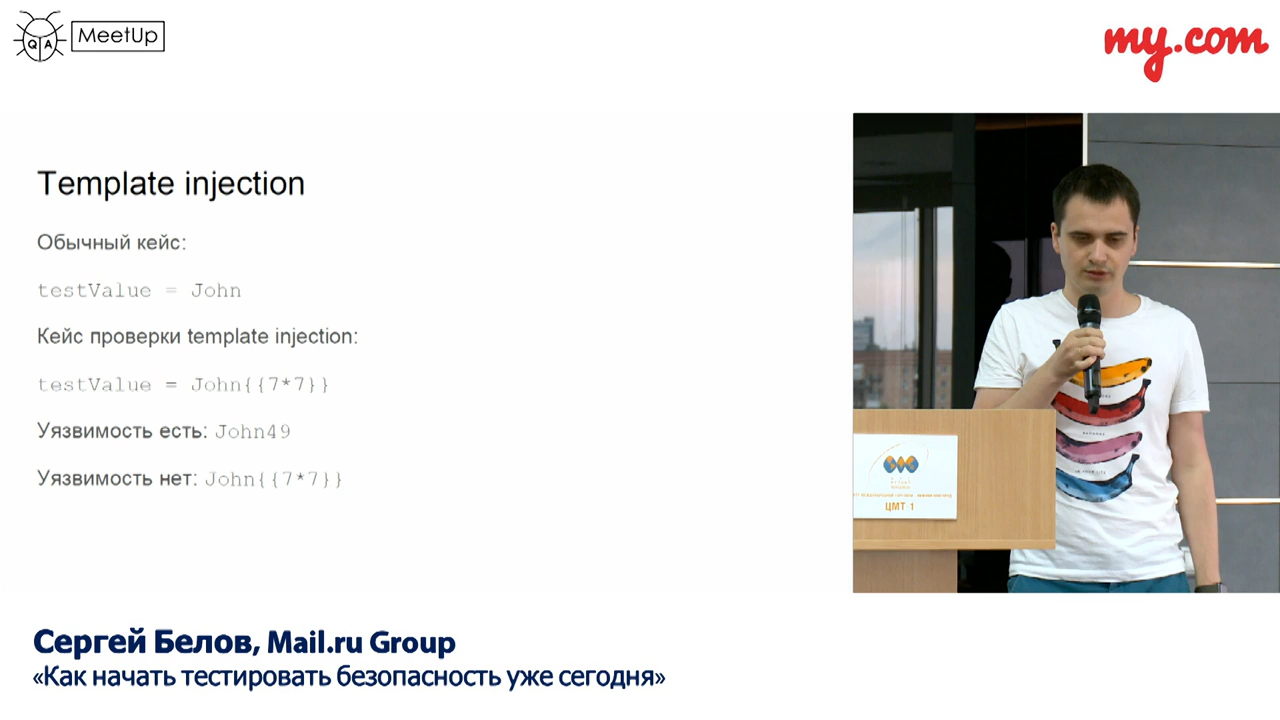 QA MeetUp
my.com
Template injection
Обычный кейс:
testValue = John
Кейс проверки template injection:
testValue = John{{7*7}}
Уязвимость есть: John49
Уязвимость нет: John{{7*7}}
ЦМТ-1
Сергей Белов, Mail.ru Group
«Как начать тестировать безопасность уже сегодня»